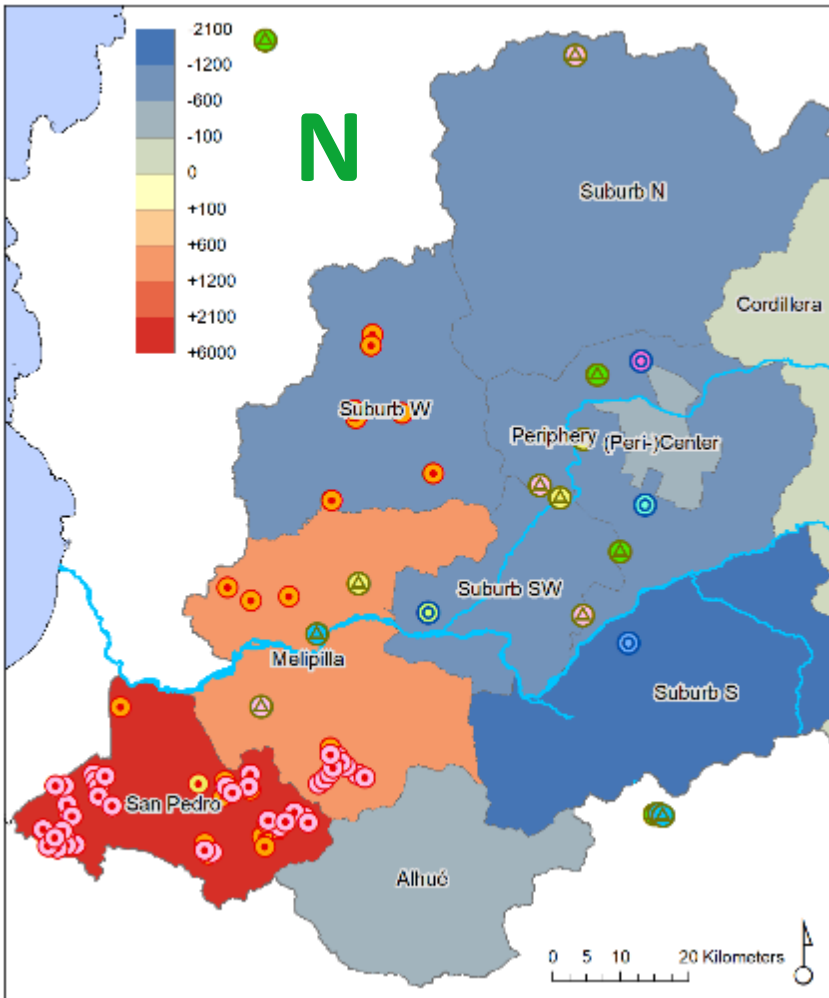 -2100
-1200
-600
-100
0
+100
+600
+1200
+2100
+6000
N
Suburb N
Cordillera
Suburb W
Periphery
(Peri-)Center
Suburb SW
Melipilla
Suburb S
San Pedro
Alhué
0 5 10 20 Kilometers